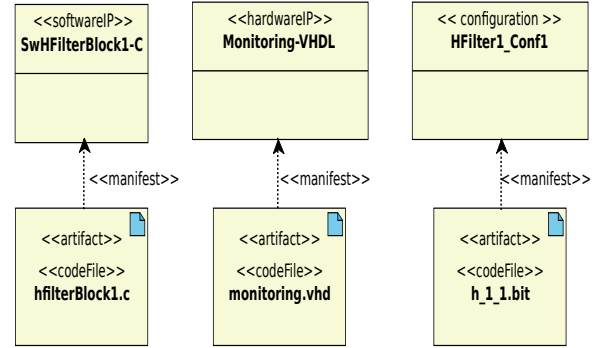 <<softwareIP>>
SwHFilterBlock1-C
<<hardwareIP>>
Monitoring-VHDL
<< configuration >>
HFilter1_Conf1
<<manifest>>
<<manifest>>
<<manifest>>
<<artifact>>
<<codeFile>>
hfilterBlock1.c
<<artifact>>
<<codeFile>>
monitoring.vhd
<<artifact>>
<<codeFile>>
h_1_1.bit